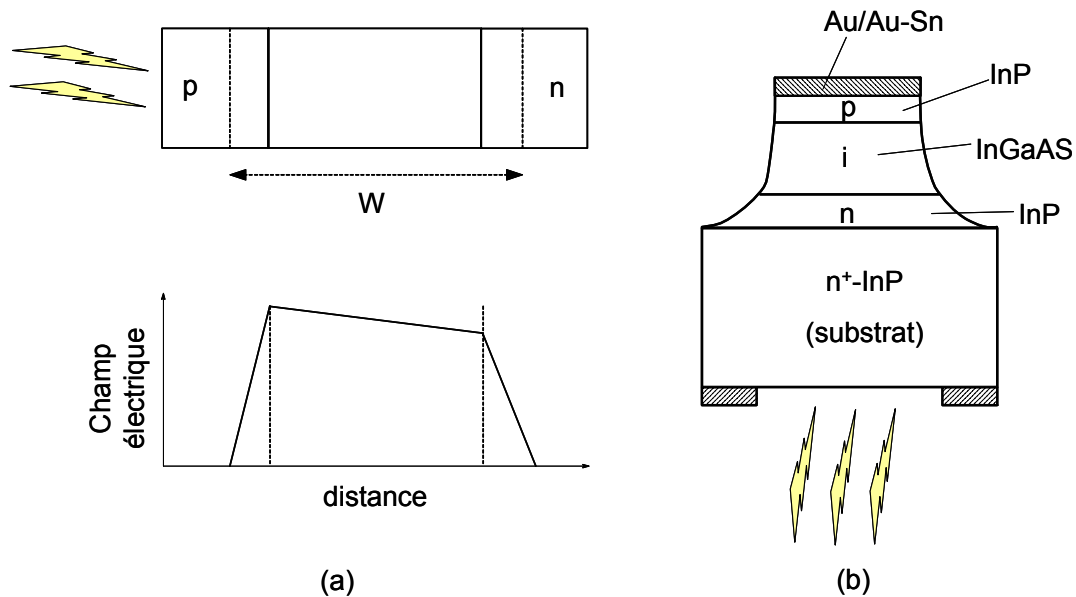 p
n
W
Champ
électrique
distance
(a)
Au/Au-Sn
InP
p
InGaAS
i
InP
n
n⁺-InP
(substrat)
(b)